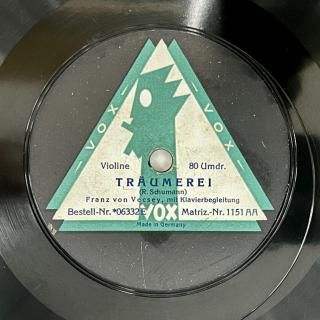 VOX
VOX
Violine 80 Umdr.
TRÄUMEREI
(R. Schumann)
Franz von Vecsey, mit Klavierbegleitung
Bestell-Nr. *06332E VOX Matriz.-Nr. 1151 AA
Made in Germany